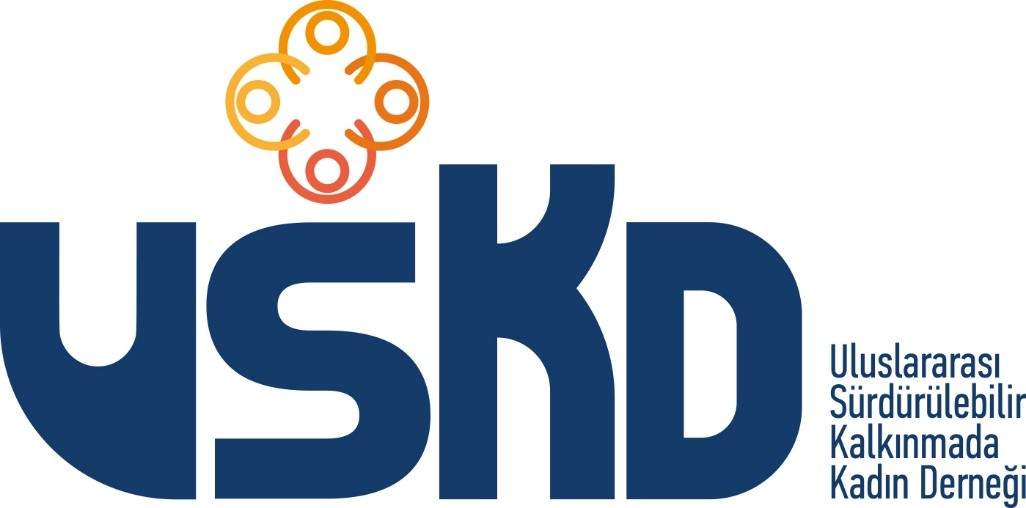 USKD
Uluslararası
Sürdürülebilir
Kalkınmada
Kadın Derneği